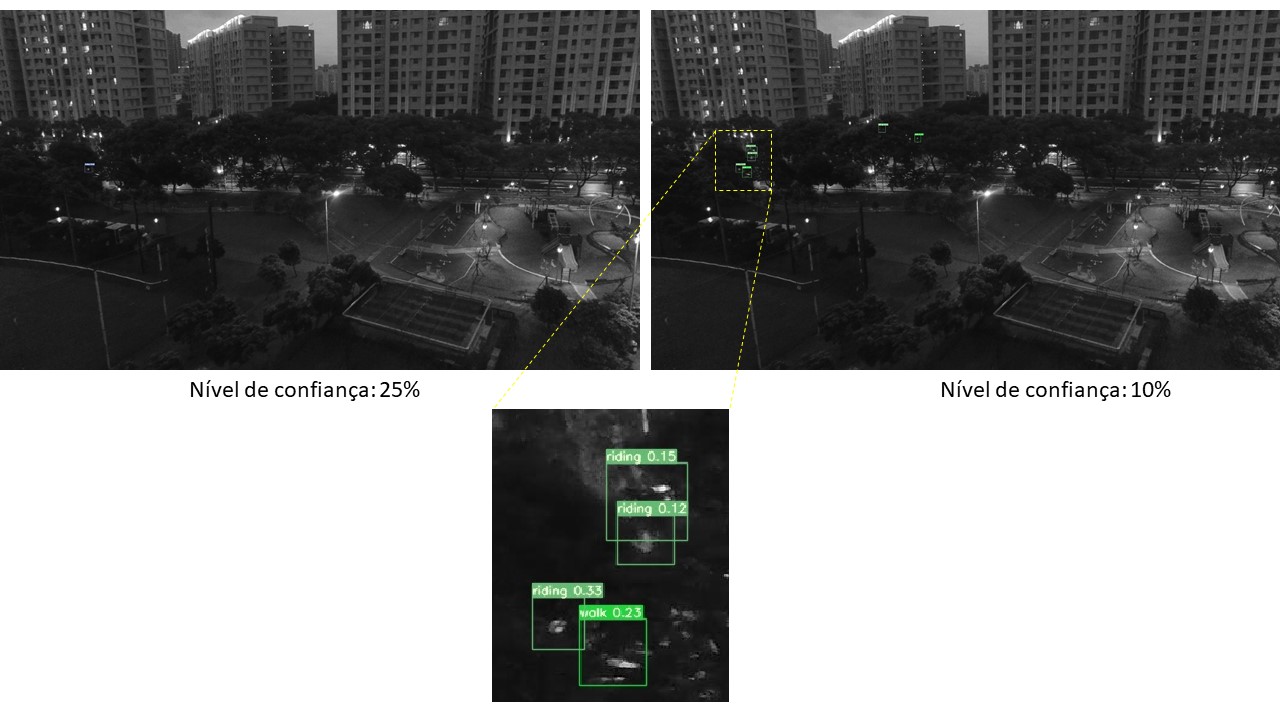 Nível de confiança: 25%
Nível de confiança: 10%
riding 0.15
riding 0.12
riding 0.33
walk 0.23